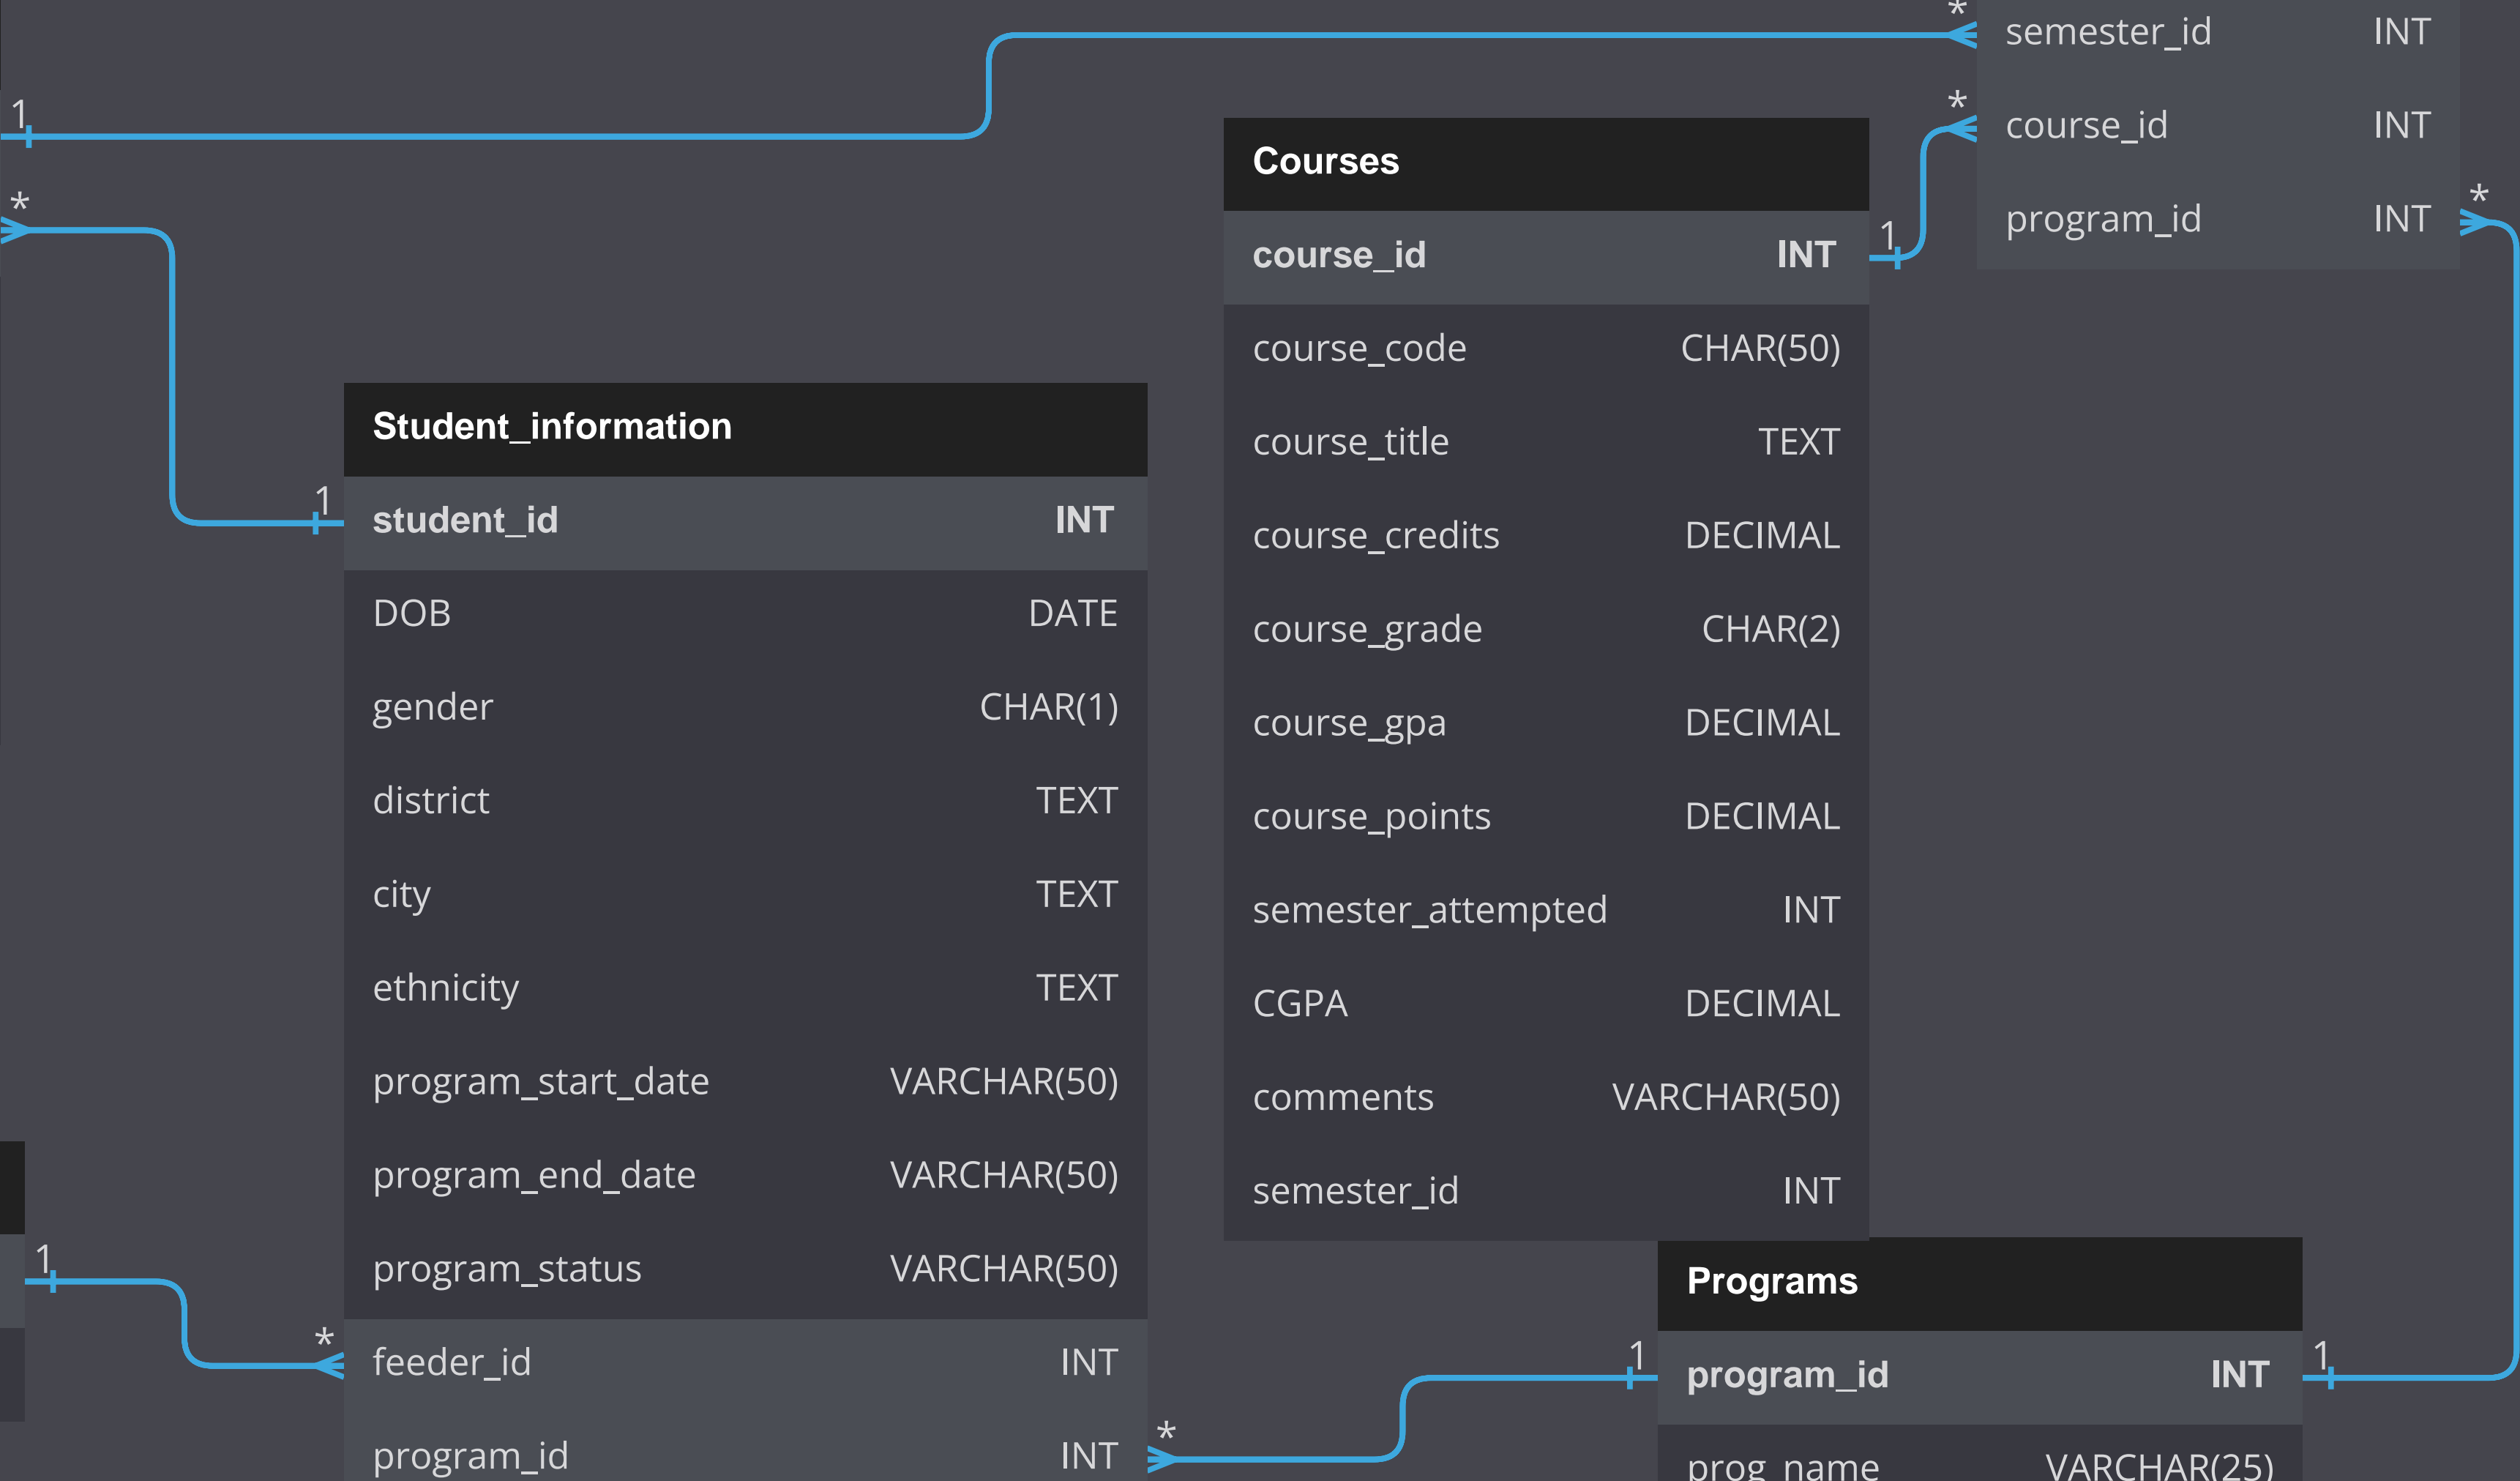 *
semester_id INT
1
*
course_id INT
*
program_id INT
*
Courses
course_id INT
1
course_code CHAR(50)
course_title TEXT
course_credits DECIMAL
course_grade CHAR(2)
course_gpa DECIMAL
course_points DECIMAL
semester_attempted INT
CGPA DECIMAL
comments VARCHAR(50)
semester_id INT
Student_information
1
student_id INT
DOB DATE
gender CHAR(1)
district TEXT
city TEXT
ethnicity TEXT
program_start_date VARCHAR(50)
program_end_date VARCHAR(50)
program_status VARCHAR(50)
1
*
feeder_id INT
program_id INT
*
Programs
1
program_id INT
1
prog_name VARCHAR(25)